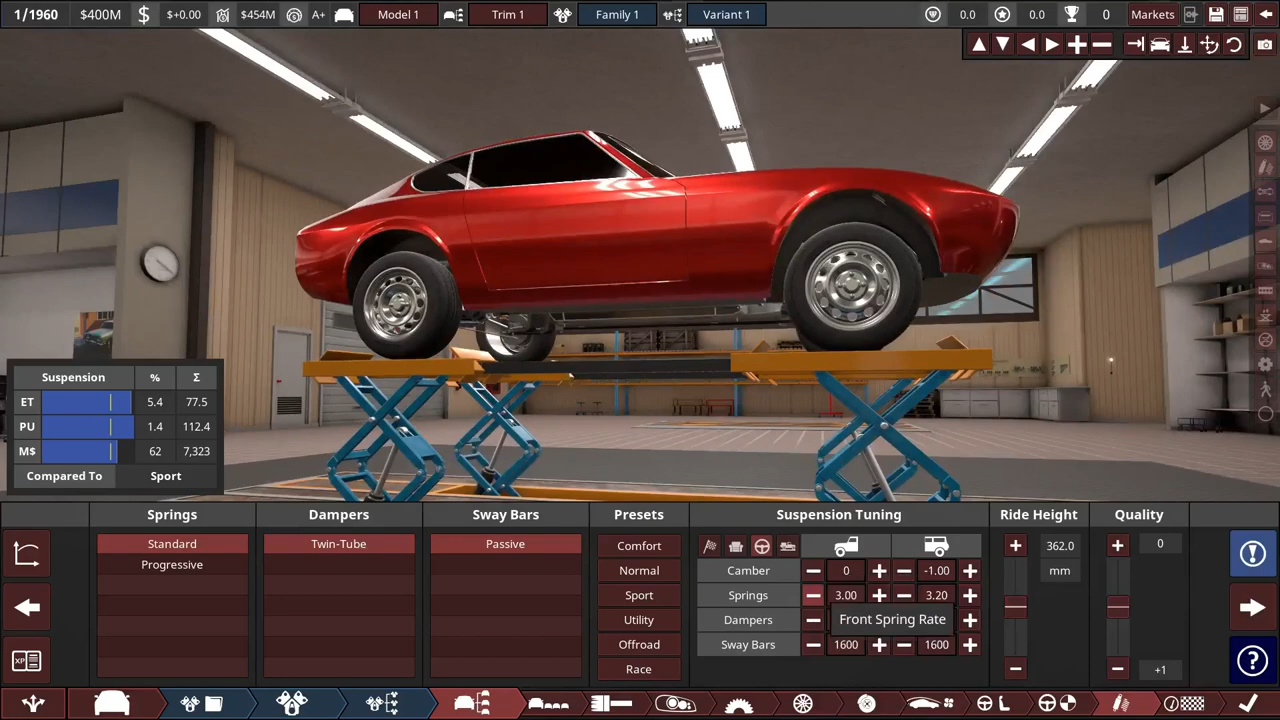 1/1960 $400M $ $+0.00 $454M A+ Model 1 Trim 1 Family 1 Variant 1 0.0 0.0 0 Markets
Suspension % Σ
ET 5.4 77.5
PU 1.4 112.4
M$ 62 7,323
Compared To Sport
Springs Dampers Sway Bars Presets Suspension Tuning Ride Height Quality
Standard Twin-Tube Passive Comfort 362.0 0
Progressive Normal Camber 0 -1.00 mm
Sport Springs 3.00 3.20
Utility Dampers Front Spring Rate
Offroad Sway Bars 1600 1600
Race +1
XP